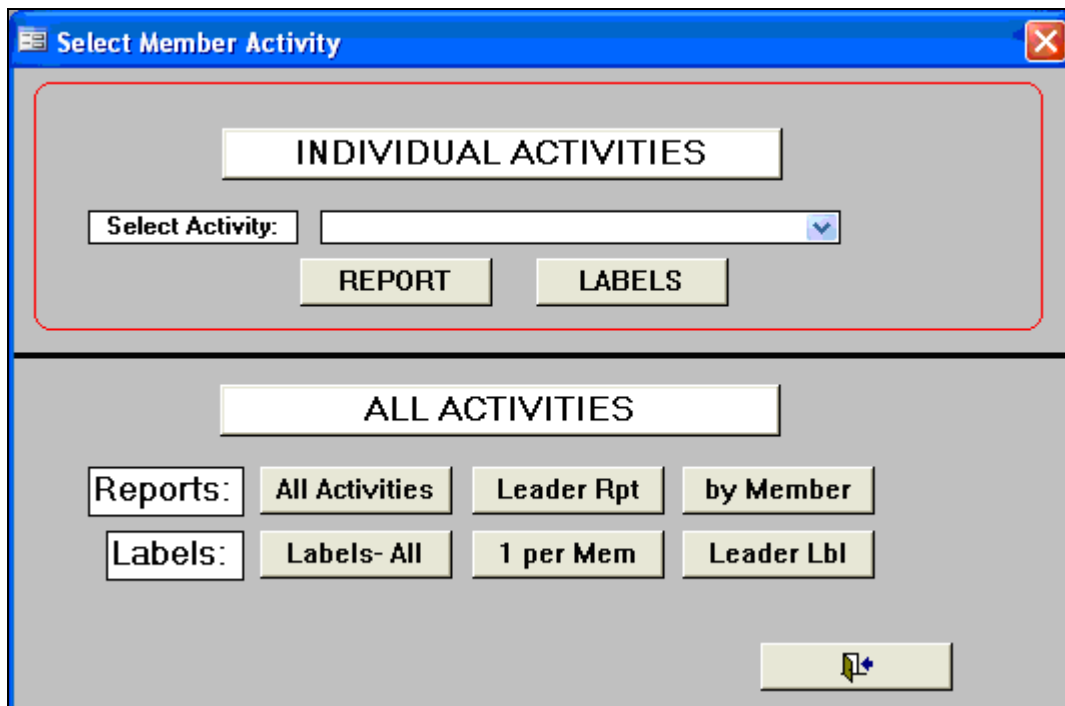 Select Member Activity
INDIVIDUAL ACTIVITIES
Select Activity:
REPORT LABELS
ALL ACTIVITIES
Reports: All Activities Leader Rpt by Member
Labels: Labels- All 1 per Mem Leader Lbl